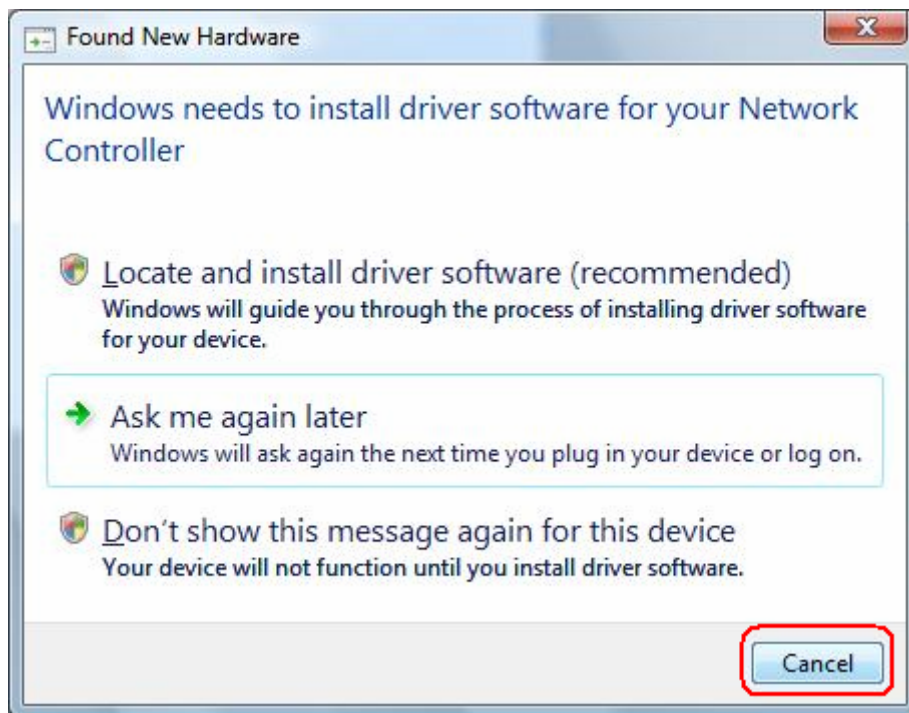 Found New Hardware
Windows needs to install driver software for your Network
Controller
Locate and install driver software (recommended)
Windows will guide you through the process of installing driver software
for your device.
Ask me again later
Windows will ask again the next time you plug in your device or log on.
Don't show this message again for this device
Your device will not function until you install driver software.
Cancel